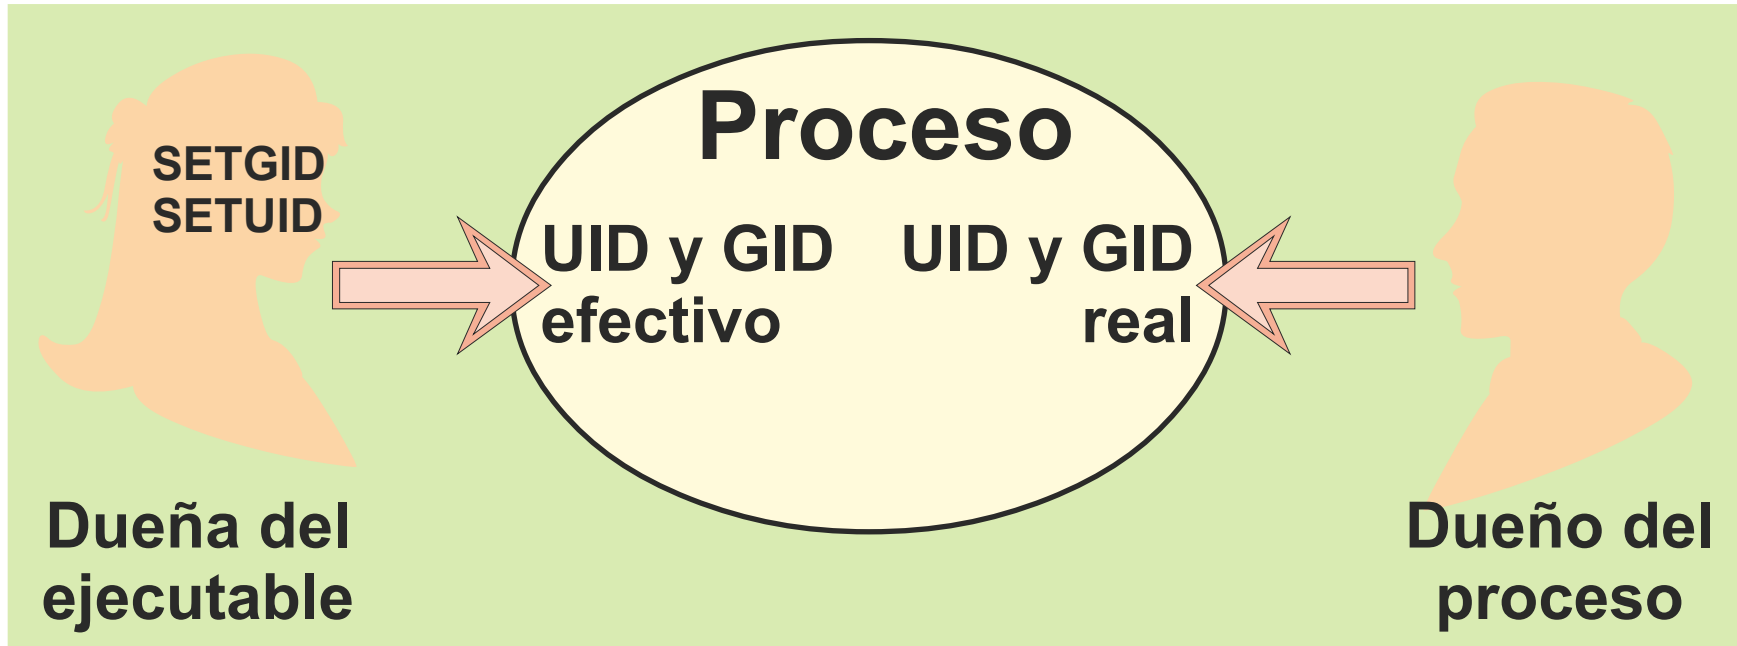 Proceso
SETGID
SETUID
UID y GID
efectivo
UID y GID
real
Dueña del
ejecutable
Dueño del
proceso